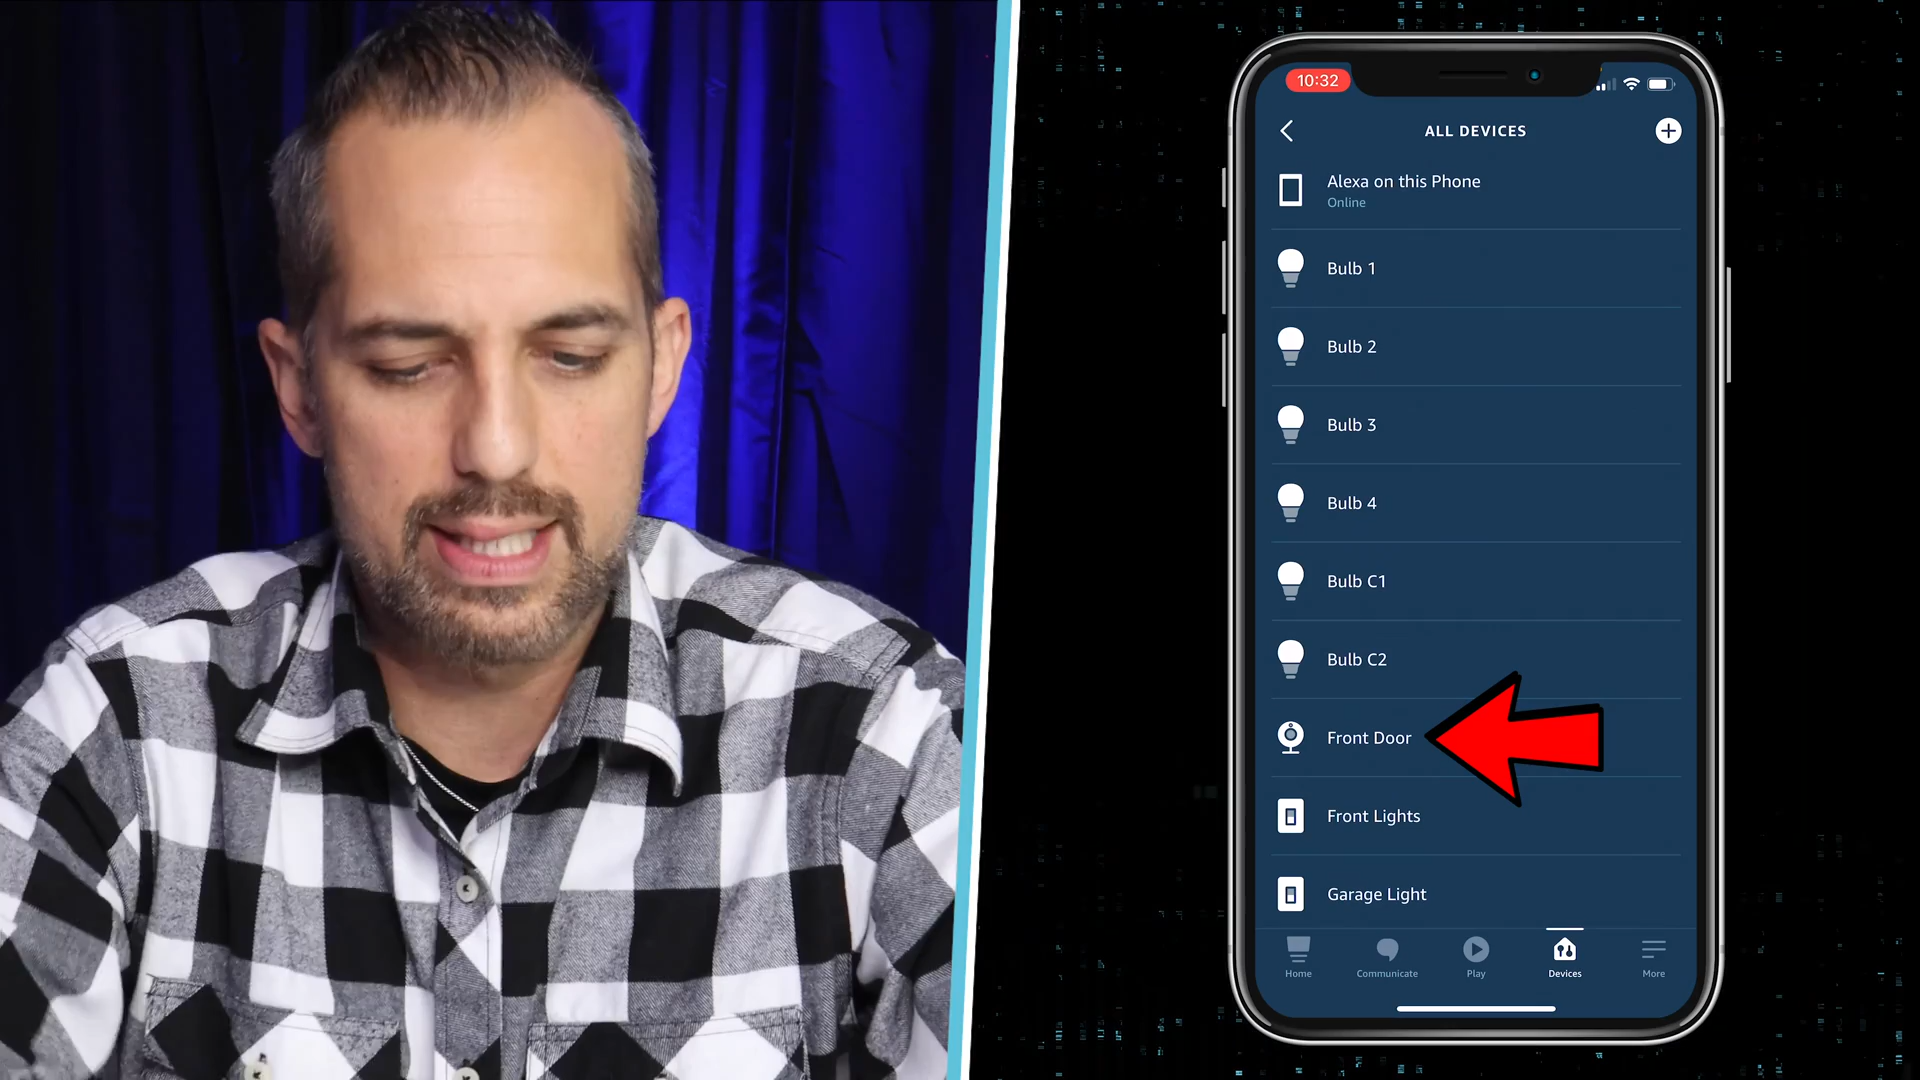 10:32
ALL DEVICES
Alexa on this Phone
Online
Bulb 1
Bulb 2
Bulb 3
Bulb 4
Bulb C1
Bulb C2
Front Door
Front Lights
Garage Light
Home
Communicate
Play
Devices
More